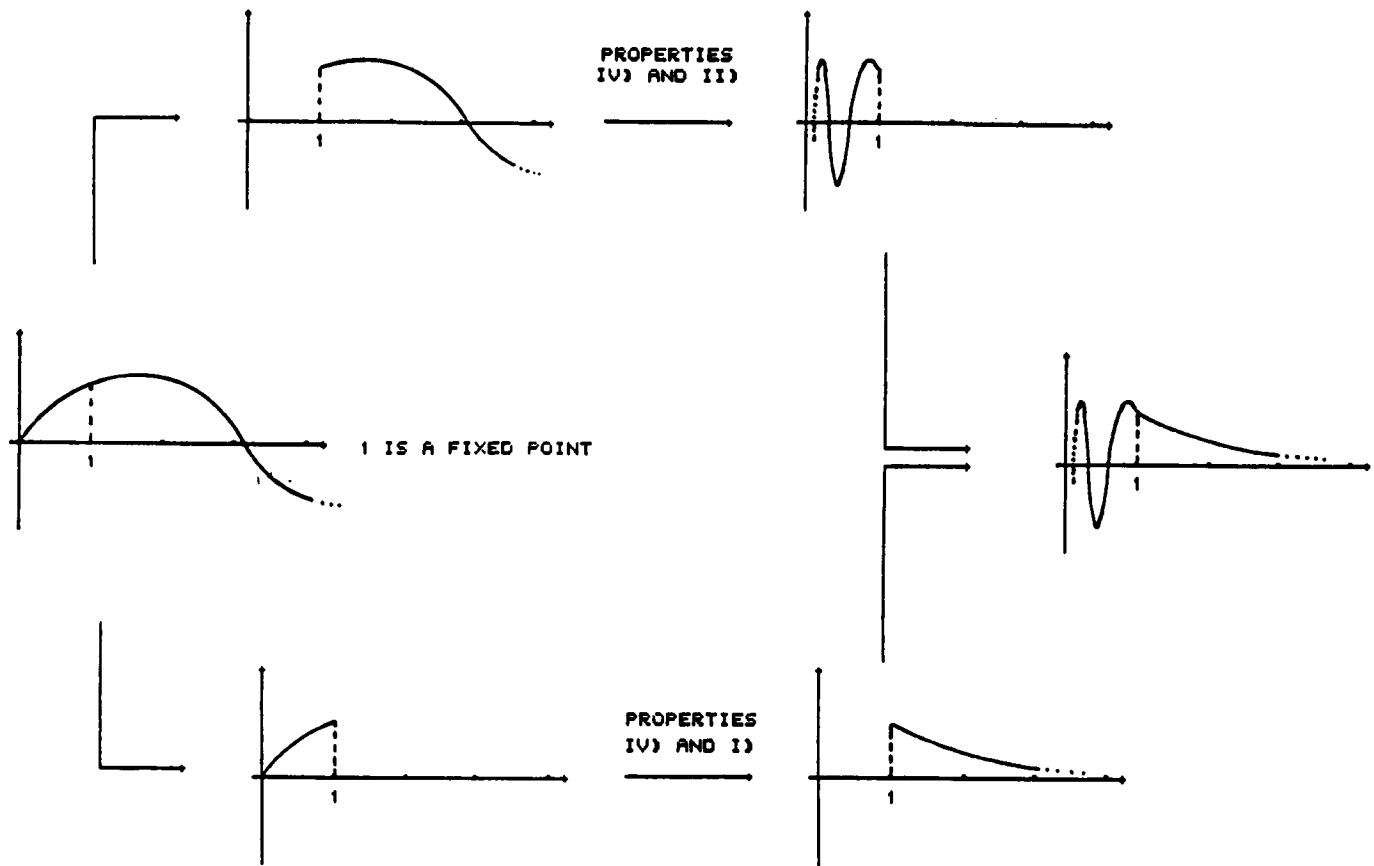 PROPERTIES
IV) AND II)
1
1
1
1 IS A FIXED POINT
1
PROPERTIES
IV) AND I)
1
1